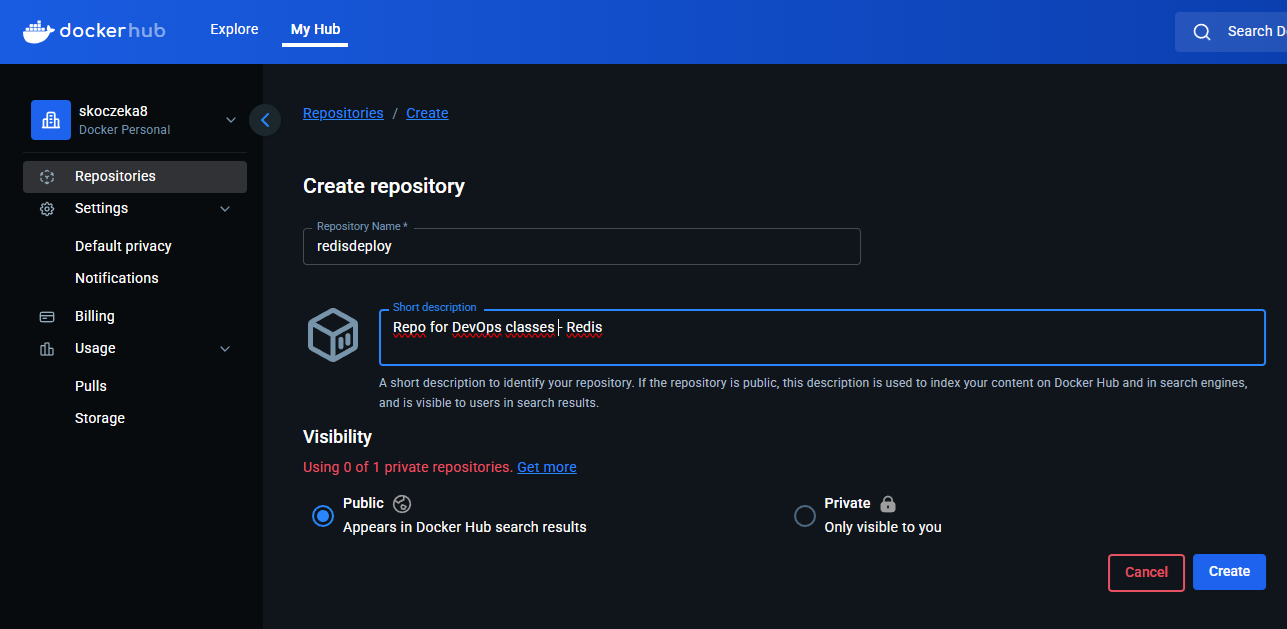 dockerhub
Explore
My Hub
Search D
skoczeka8
Docker Personal
Repositories
Settings
Default privacy
Notifications
Billing
Usage
Pulls
Storage
Repositories / Create
Create repository
Repository Name *
redisdeploy
Short description
Repo for DevOps classes - Redis
A short description to identify your repository. If the repository is public, this description is used to index your content on Docker Hub and in search engines,
and is visible to users in search results.
Visibility
Using 0 of 1 private repositories. Get more
Public
Appears in Docker Hub search results
Private
Only visible to you
Cancel
Create